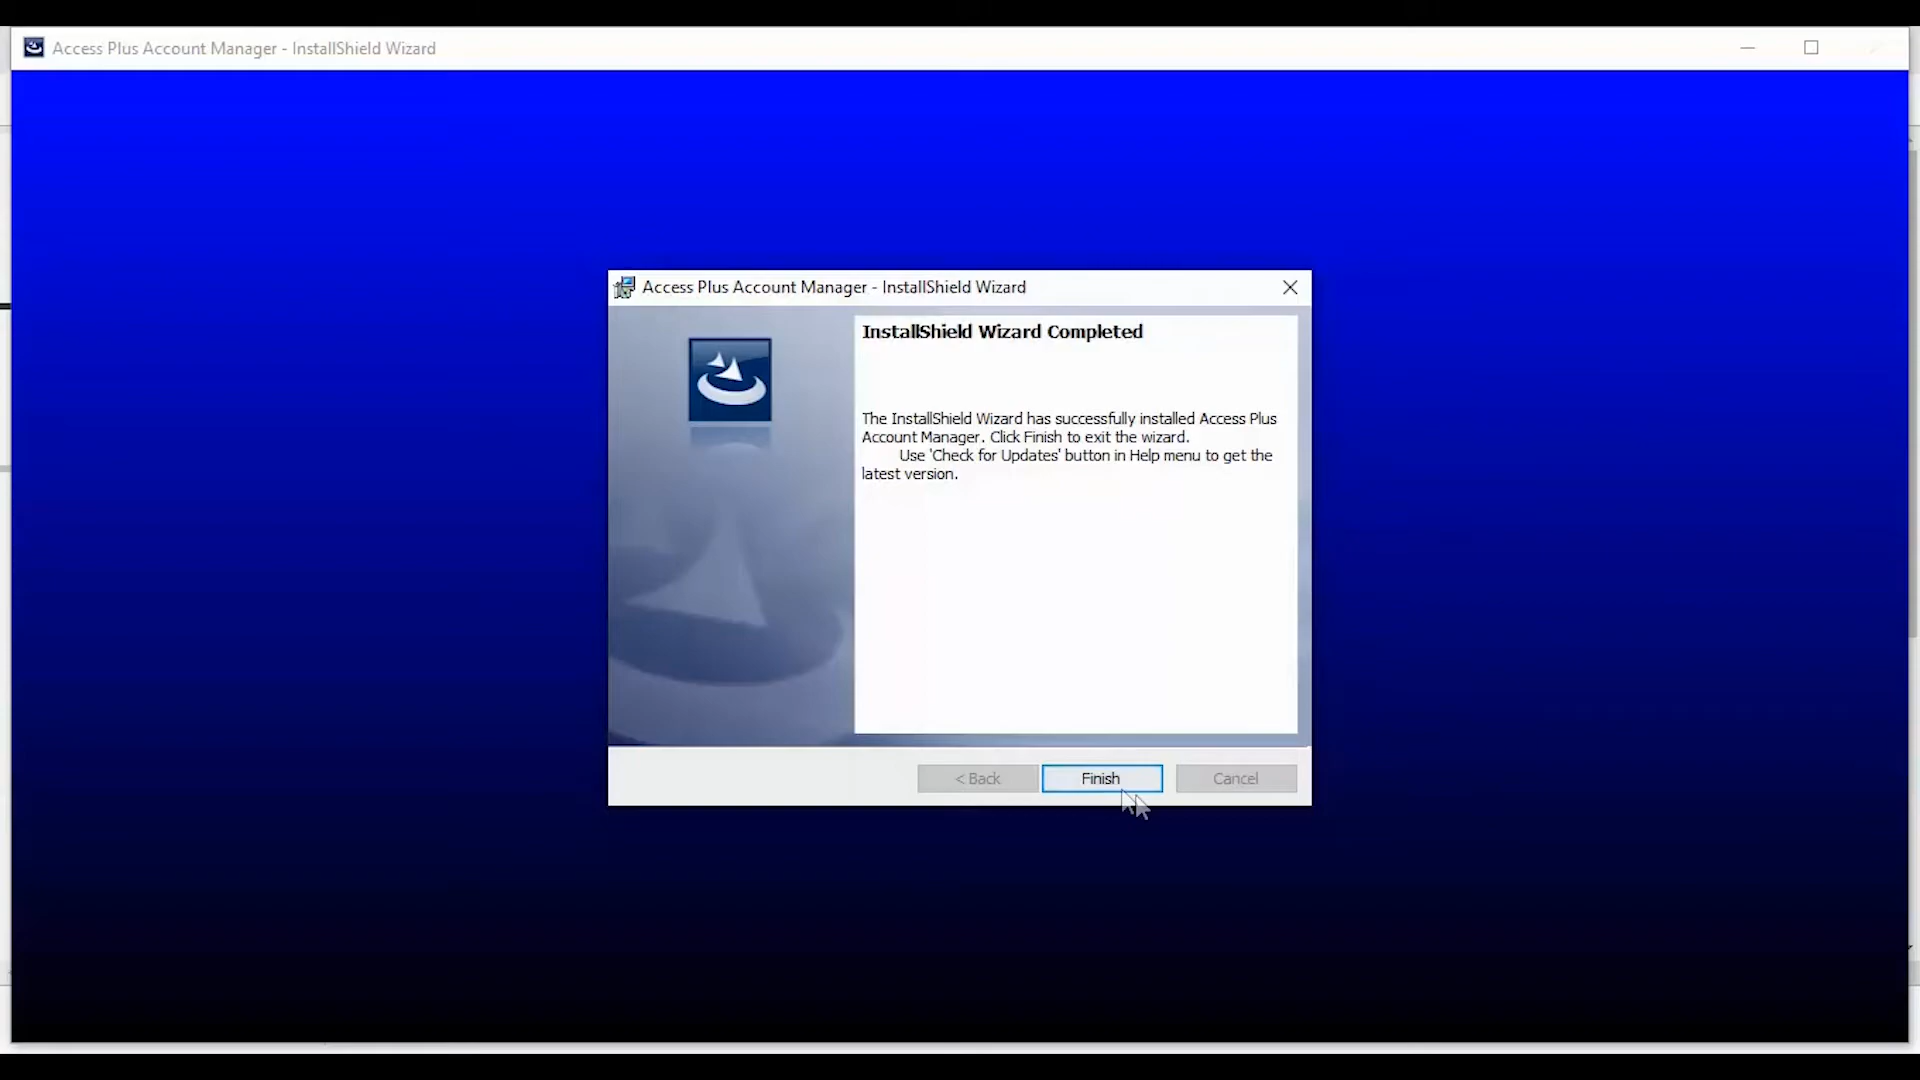 Access Plus Account Manager - InstallShield Wizard
Access Plus Account Manager - InstallShield Wizard
InstallShield Wizard Completed
The InstallShield Wizard has successfully installed Access Plus
Account Manager. Click Finish to exit the wizard.
Use 'Check for Updates' button in Help menu to get the
latest version.
< Back
Finish
Cancel